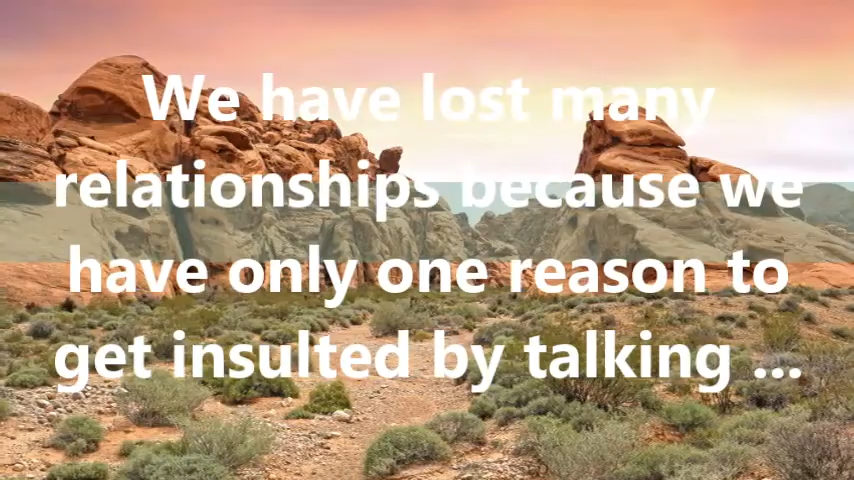 We have lost many
relationships because we
have only one reason to
get insulted by talking ...